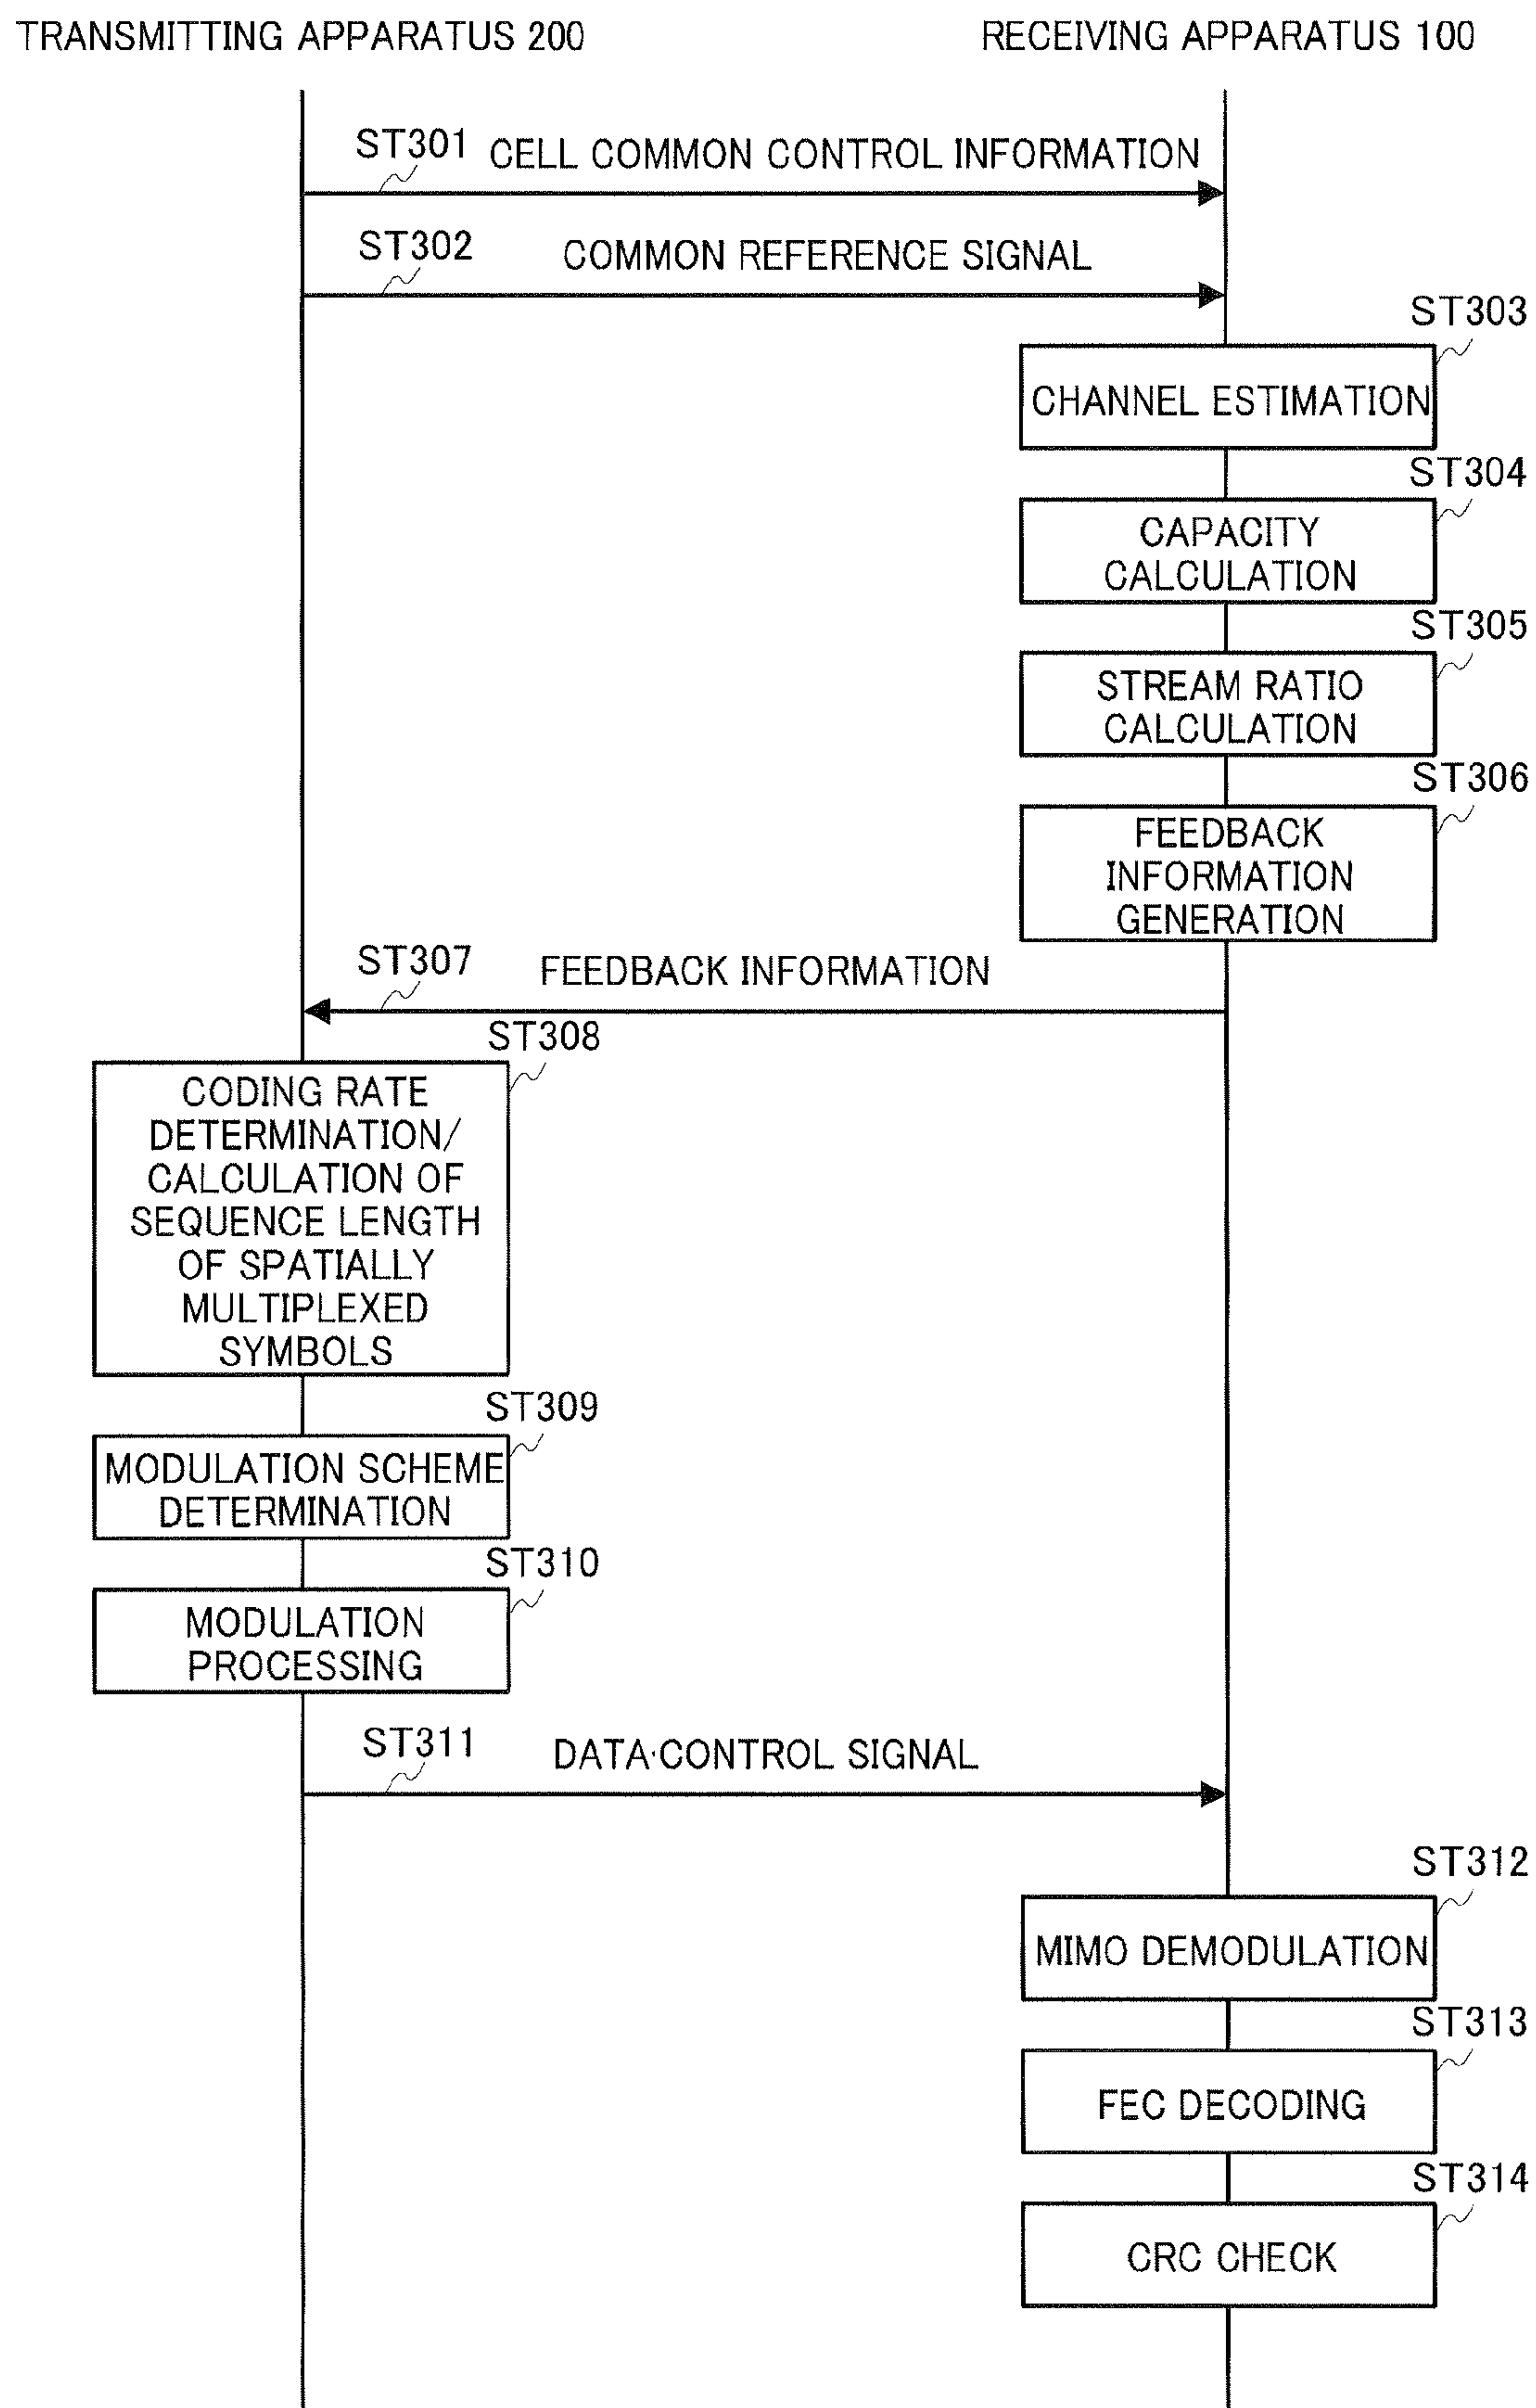 TRANSMITTING APPARATUS 200
RECEIVING APPARATUS 100
ST301
CELL COMMON CONTROL INFORMATION
ST302
COMMON REFERENCE SIGNAL
ST303
CHANNEL ESTIMATION
ST304
CAPACITY
CALCULATION
ST305
STREAM RATIO
CALCULATION
ST306
FEEDBACK
INFORMATION
GENERATION
ST307
FEEDBACK INFORMATION
ST308
CODING RATE
DETERMINATION/
CALCULATION OF
SEQUENCE LENGTH
OF SPATIALLY
MULTIPLEXED
SYMBOLS
ST309
MODULATION SCHEME
DETERMINATION
ST310
MODULATION
PROCESSING
ST311
DATA·CONTROL SIGNAL
ST312
MIMO DEMODULATION
ST313
FEC DECODING
ST314
CRC CHECK